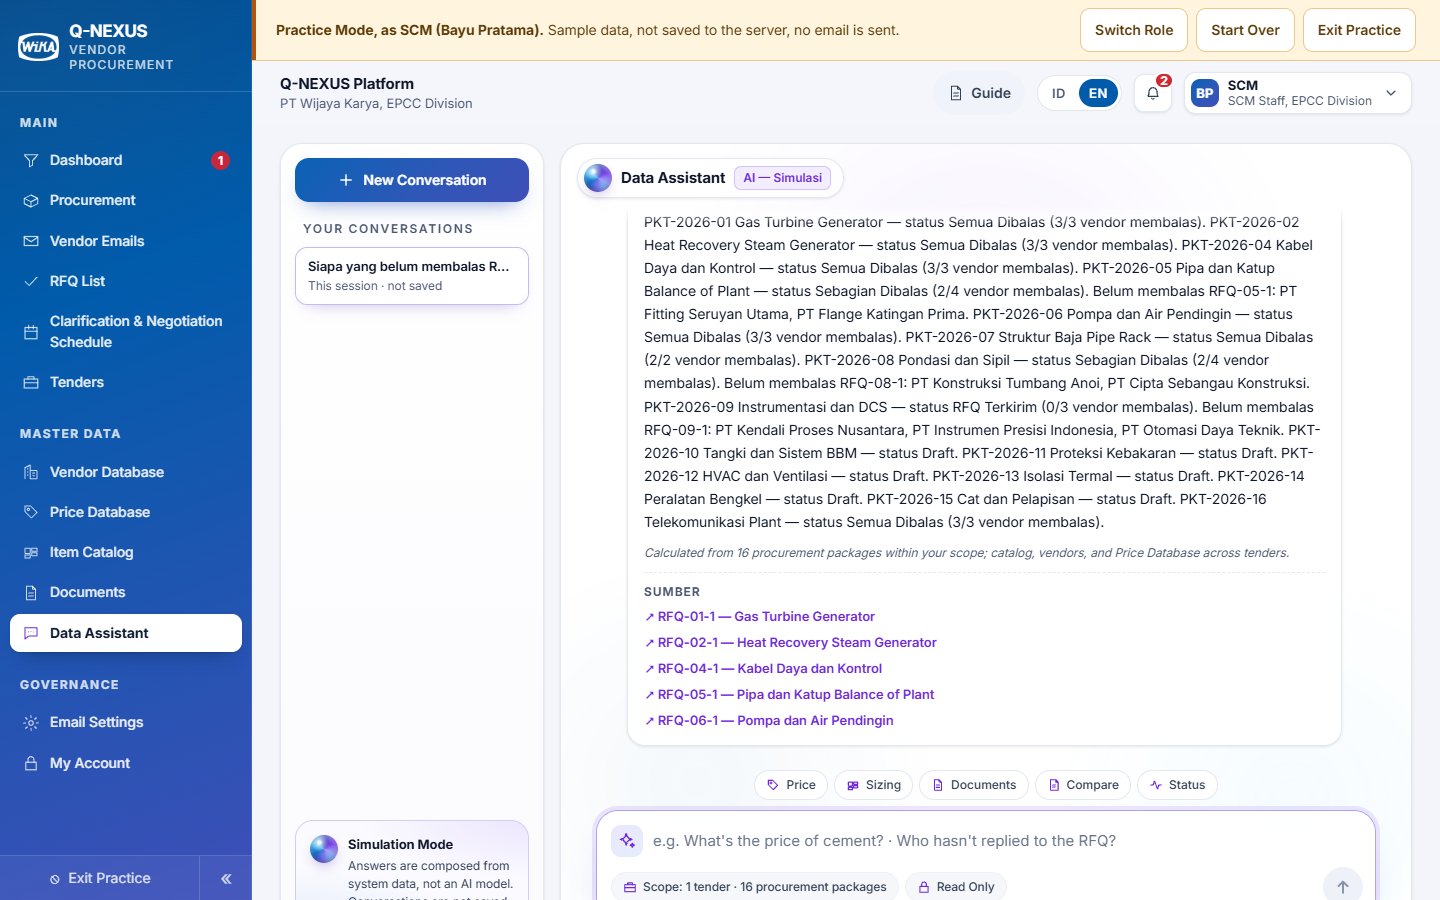 WIKA
Q-NEXUS
VENDOR
PROCUREMENT
MAIN
Dashboard
1
Procurement
Vendor Emails
RFQ List
Clarification & Negotiation
Schedule
Tenders
MASTER DATA
Vendor Database
Price Database
Item Catalog
Documents
Data Assistant
GOVERNANCE
Email Settings
My Account
Exit Practice
Practice Mode, as SCM (Bayu Pratama). Sample data, not saved to the server, no email is sent.
Switch Role
Start Over
Exit Practice
Q-NEXUS Platform
PT Wijaya Karya, EPCC Division
Guide
ID
EN
2
BP
SCM
SCM Staff, EPCC Division
New Conversation
YOUR CONVERSATIONS
Siapa yang belum membalas R...
This session · not saved
Simulation Mode
Answers are composed from
system data, not an AI model.
Conversations are not saved
Data Assistant
AI — Simulasi
PKT-2026-01 Gas Turbine Generator — status Semua Dibalas (3/3 vendor membalas). PKT-2026-02
Heat Recovery Steam Generator — status Semua Dibalas (3/3 vendor membalas). PKT-2026-04 Kabel
Daya dan Kontrol — status Semua Dibalas (3/3 vendor membalas). PKT-2026-05 Pipa dan Katup
Balance of Plant — status Sebagian Dibalas (2/4 vendor membalas). Belum membalas RFQ-05-1: PT
Fitting Seruyan Utama, PT Flange Katingan Prima. PKT-2026-06 Pompa dan Air Pendingin — status
Semua Dibalas (3/3 vendor membalas). PKT-2026-07 Struktur Baja Pipe Rack — status Semua Dibalas
(2/2 vendor membalas). PKT-2026-08 Pondasi dan Sipil — status Sebagian Dibalas (2/4 vendor
membalas). Belum membalas RFQ-08-1: PT Konstruksi Tumbang Anoi, PT Cipta Sebangau Konstruksi.
PKT-2026-09 Instrumentasi dan DCS — status RFQ Terkirim (0/3 vendor membalas). Belum membalas
RFQ-09-1: PT Kendali Proses Nusantara, PT Instrumen Presisi Indonesia, PT Otomasi Daya Teknik. PKT-
2026-10 Tangki dan Sistem BBM — status Draft. PKT-2026-11 Proteksi Kebakaran — status Draft. PKT-
2026-12 HVAC dan Ventilasi — status Draft. PKT-2026-13 Isolasi Termal — status Draft. PKT-2026-14
Peralatan Bengkel — status Draft. PKT-2026-15 Cat dan Pelapisan — status Draft. PKT-2026-16
Telekomunikasi Plant — status Semua Dibalas (3/3 vendor membalas).
Calculated from 16 procurement packages within your scope; catalog, vendors, and Price Database across tenders.
SUMBER
↗ RFQ-01-1 — Gas Turbine Generator
↗ RFQ-02-1 — Heat Recovery Steam Generator
↗ RFQ-04-1 — Kabel Daya dan Kontrol
↗ RFQ-05-1 — Pipa dan Katup Balance of Plant
↗ RFQ-06-1 — Pompa dan Air Pendingin
Price
Sizing
Documents
Compare
Status
e.g. What's the price of cement? · Who hasn't replied to the RFQ?
Scope: 1 tender · 16 procurement packages
Read Only